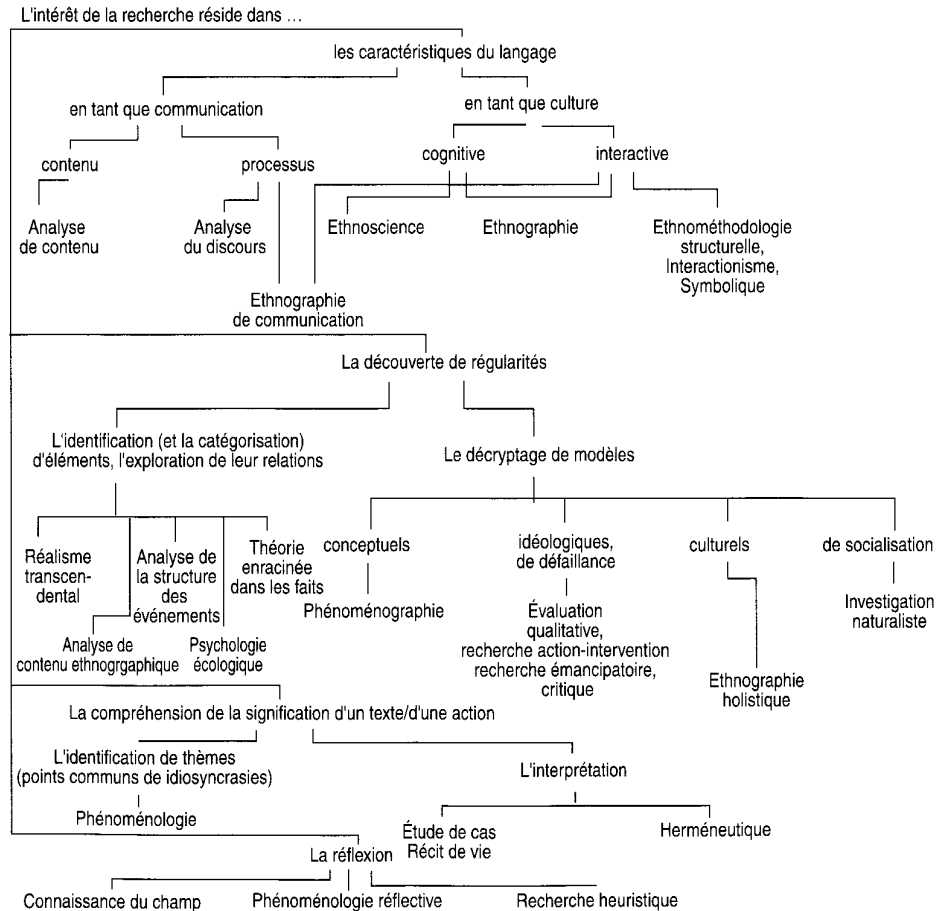 L'intérêt de la recherche réside dans ...
les caractéristiques du langage
en tant que communication
en tant que culture
contenu
processus
cognitive
interactive
Analyse
de contenu
Analyse
du discours
Ethnoscience
Ethnographie
Ethnométhodologie
structurelle,
Interactionisme,
Symbolique
Ethnographie
de communication
La découverte de régularités
L'identification (et la catégorisation)
d'éléments, l'exploration de leur relations
Le décryptage de modèles
Réalisme
transcen-
dental
Analyse de
la structure
des
événements
Théorie
enracinée
dans les faits
Analyse de
contenu ethnogrgaphique
Psychologie
écologique
conceptuels
idéologiques,
de défaillance
culturels
de socialisation
Phénoménographie
Évaluation
qualitative,
recherche action-intervention
recherche émancipatoire,
critique
Ethnographie
holistique
Investigation
naturaliste
La compréhension de la signification d'un texte/d'une action
L'identification de thèmes
(points communs de idiosyncrasies)
L'interprétation
Phénoménologie
Étude de cas
Récit de vie
Herméneutique
La réflexion
Connaissance du champ
Phénoménologie réflective
Recherche heuristique